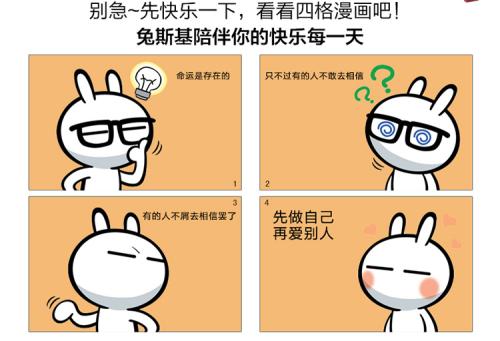 别急~先快乐一下，看看四格漫画吧！
兔斯基陪伴你的快乐每一天
命运是存在的
1
只不过有的人不敢去相信
2
3
有的人不屑去相信罢了
4
先做自己
再爱别人